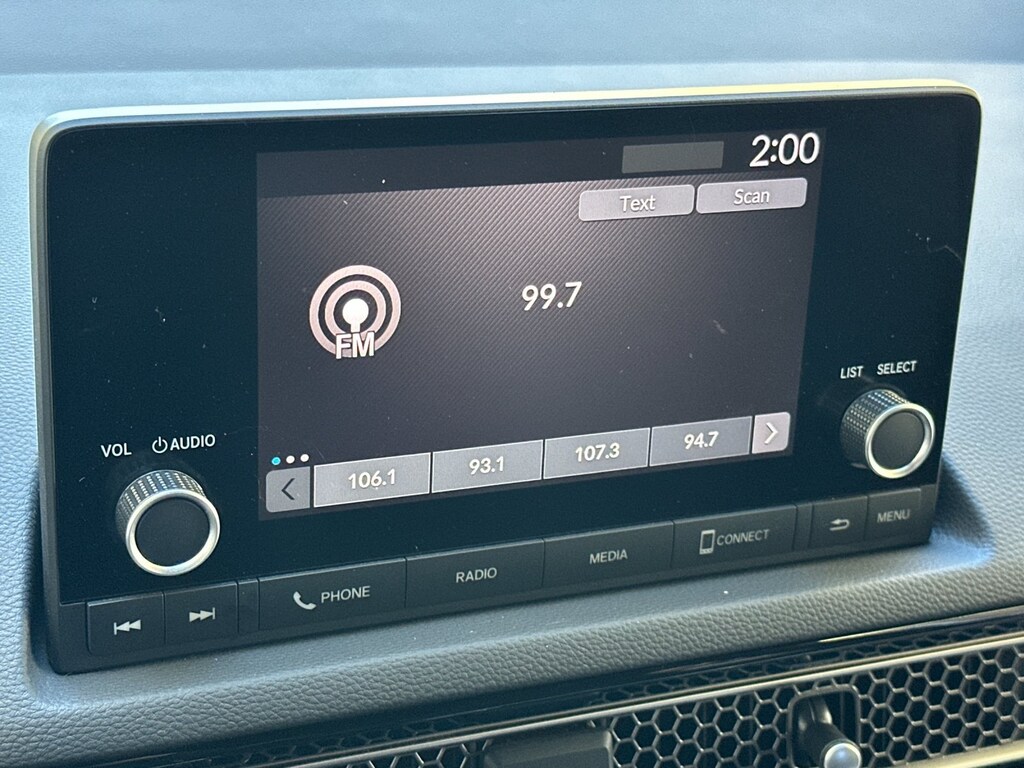 2:00
Text Scan
99.7
FM
LIST SELECT
VOL AUDIO
106.1 93.1 107.3 94.7
PHONE RADIO MEDIA CONNECT MENU